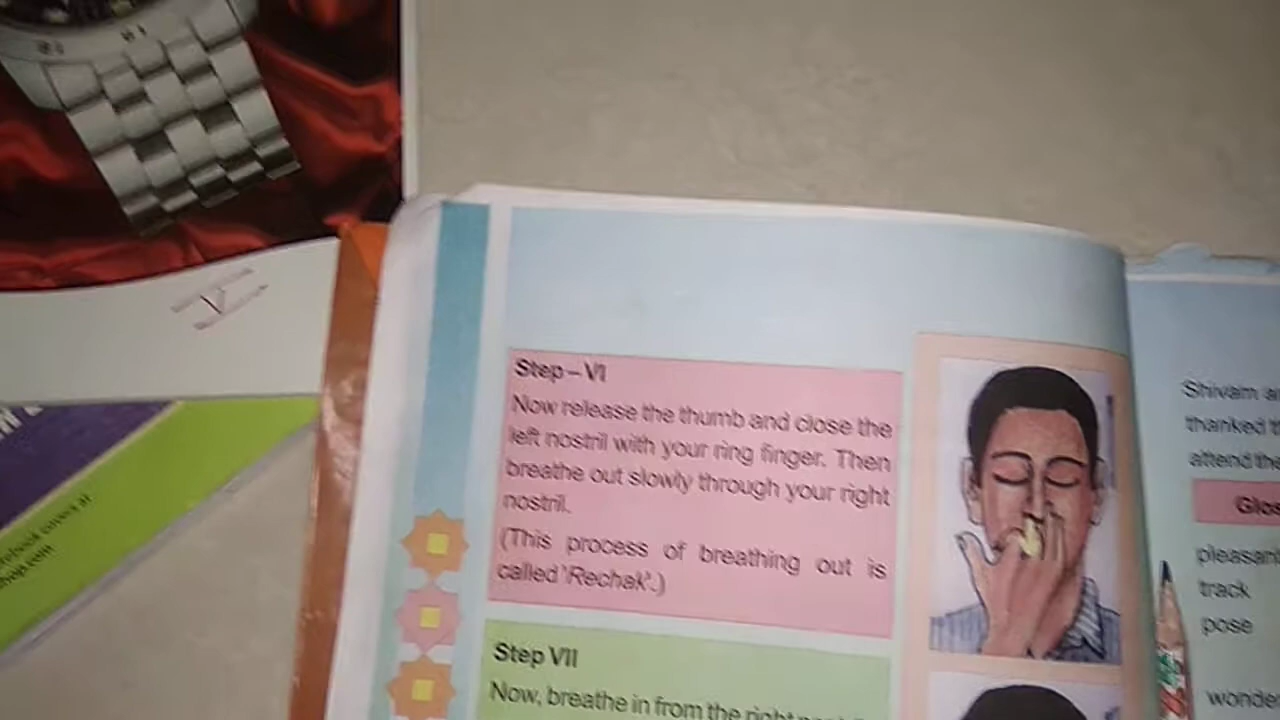 Step – VI
Now release the thumb and close the
left nostril with your ring finger. Then
breathe out slowly through your right
nostril.
(This process of breathing out is
called 'Rechak'.)
Step VII
Now, breathe in from the right
Shivam
thanked
attend the
pleasant
track
pose